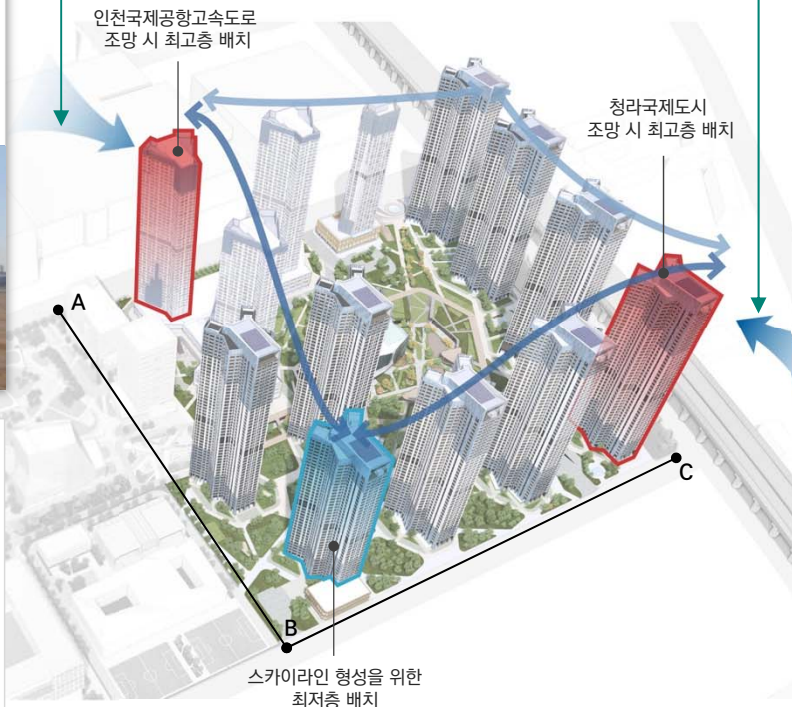 인천국제공항고속도로
조망 시 최고층 배치
청라국제도시
조망 시 최고층 배치
A
C
B
스카이라인 형성을 위한
최저층 배치